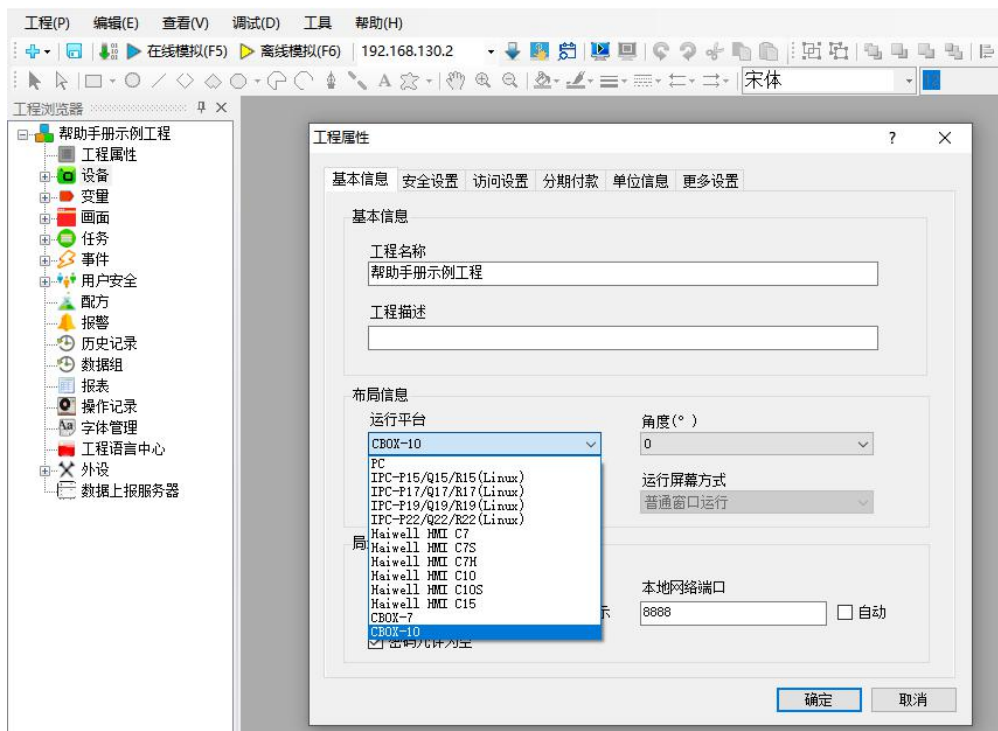 工程(P) 编辑(E) 查看(V) 调试(D) 工具 帮助(H)
在线模拟(F5) 离线模拟(F6) 192.168.130.2
A 宋体
工程浏览器
帮助手册示例工程
工程属性
设备
变量
画面
任务
事件
用户安全
配方
报警
历史记录
数据组
报表
操作记录
字体管理
工程语言中心
外设
数据上报服务器
工程属性 ?
基本信息 安全设置 访问设置 分期付款 单位信息 更多设置
基本信息
工程名称
帮助手册示例工程
工程描述
布局信息
运行平台
CBOX-10
PC
IPC-P15/Q15/R15(Linux)
IPC-P17/Q17/R17(Linux)
IPC-P19/Q19/R19(Linux)
IPC-P22/Q22/R22(Linux)
Haiwell HMI C7
Haiwell HMI C7S
Haiwell HMI C7H
Haiwell HMI C10
Haiwell HMI C10S
Haiwell HMI C15
CBOX-7
CBOX-10
角度(°)
0
运行屏幕方式
普通窗口运行
局
示
本地网络端口
8888 自动
密码允许为空
确定 取消